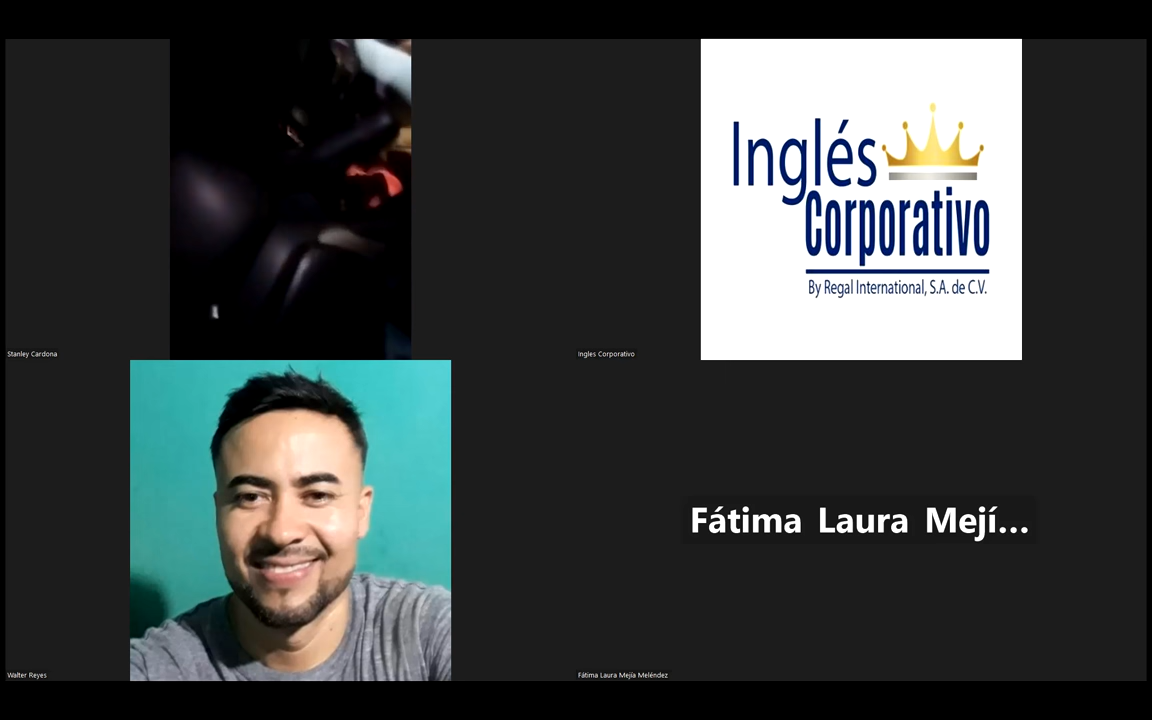 Inglés
Corporativo
By Regal International, S.A. de C.V.
Stanley Cardona
Ingles Corporativo
Fátima Laura Mejí...
Walter Reyes
Fátima Laura Mejía Meléndez